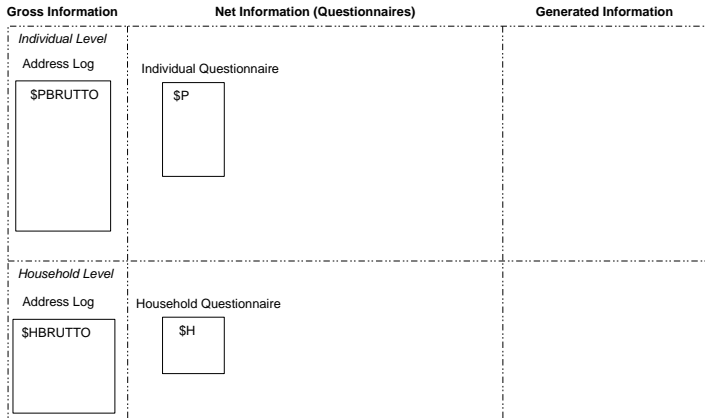 Gross Information
Net Information (Questionnaires)
Generated Information
Individual Level
Address Log
Individual Questionnaire
$PBRUTTO
$P
Household Level
Address Log
Household Questionnaire
$HBRUTTO
$H